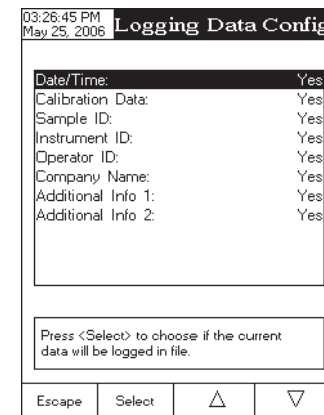 03:26:45 PM
May 25, 2006
Logging Data Config
Date/Time: Yes
Calibration Data: Yes
Sample ID: Yes
Instrument ID: Yes
Operator ID: Yes
Company Name: Yes
Additional Info 1: Yes
Additional Info 2: Yes
Press <Select> to choose if the current
data will be logged in file.
Escape Select △ ▽